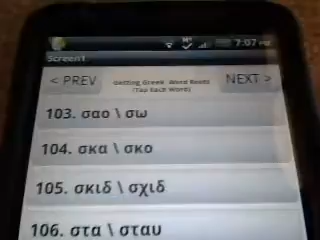 7:07 PM
Screen1
< PREV
Getting Greek Word Roots
(Tap Each Word)
NEXT >
103. σαο \ σω
104. σκα \ σκο
105. σκιδ \ σχιδ
106. στα \ σταυ